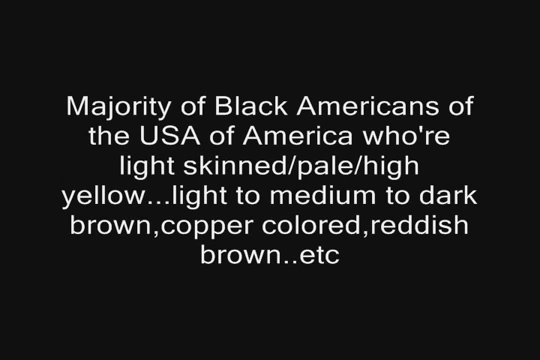 Majority of Black Americans of
the USA of America who're
light skinned/pale/high
yellow...light to medium to dark
brown,copper colored,reddish
brown..etc